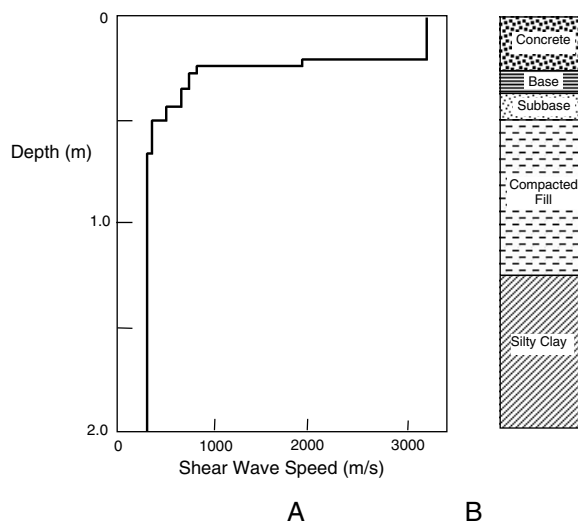 0
Depth (m)
1.0
2.0
0 1000 2000 3000
Shear Wave Speed (m/s)
A
Concrete
Base
Subbase
Compacted
Fill
Silty Clay
B